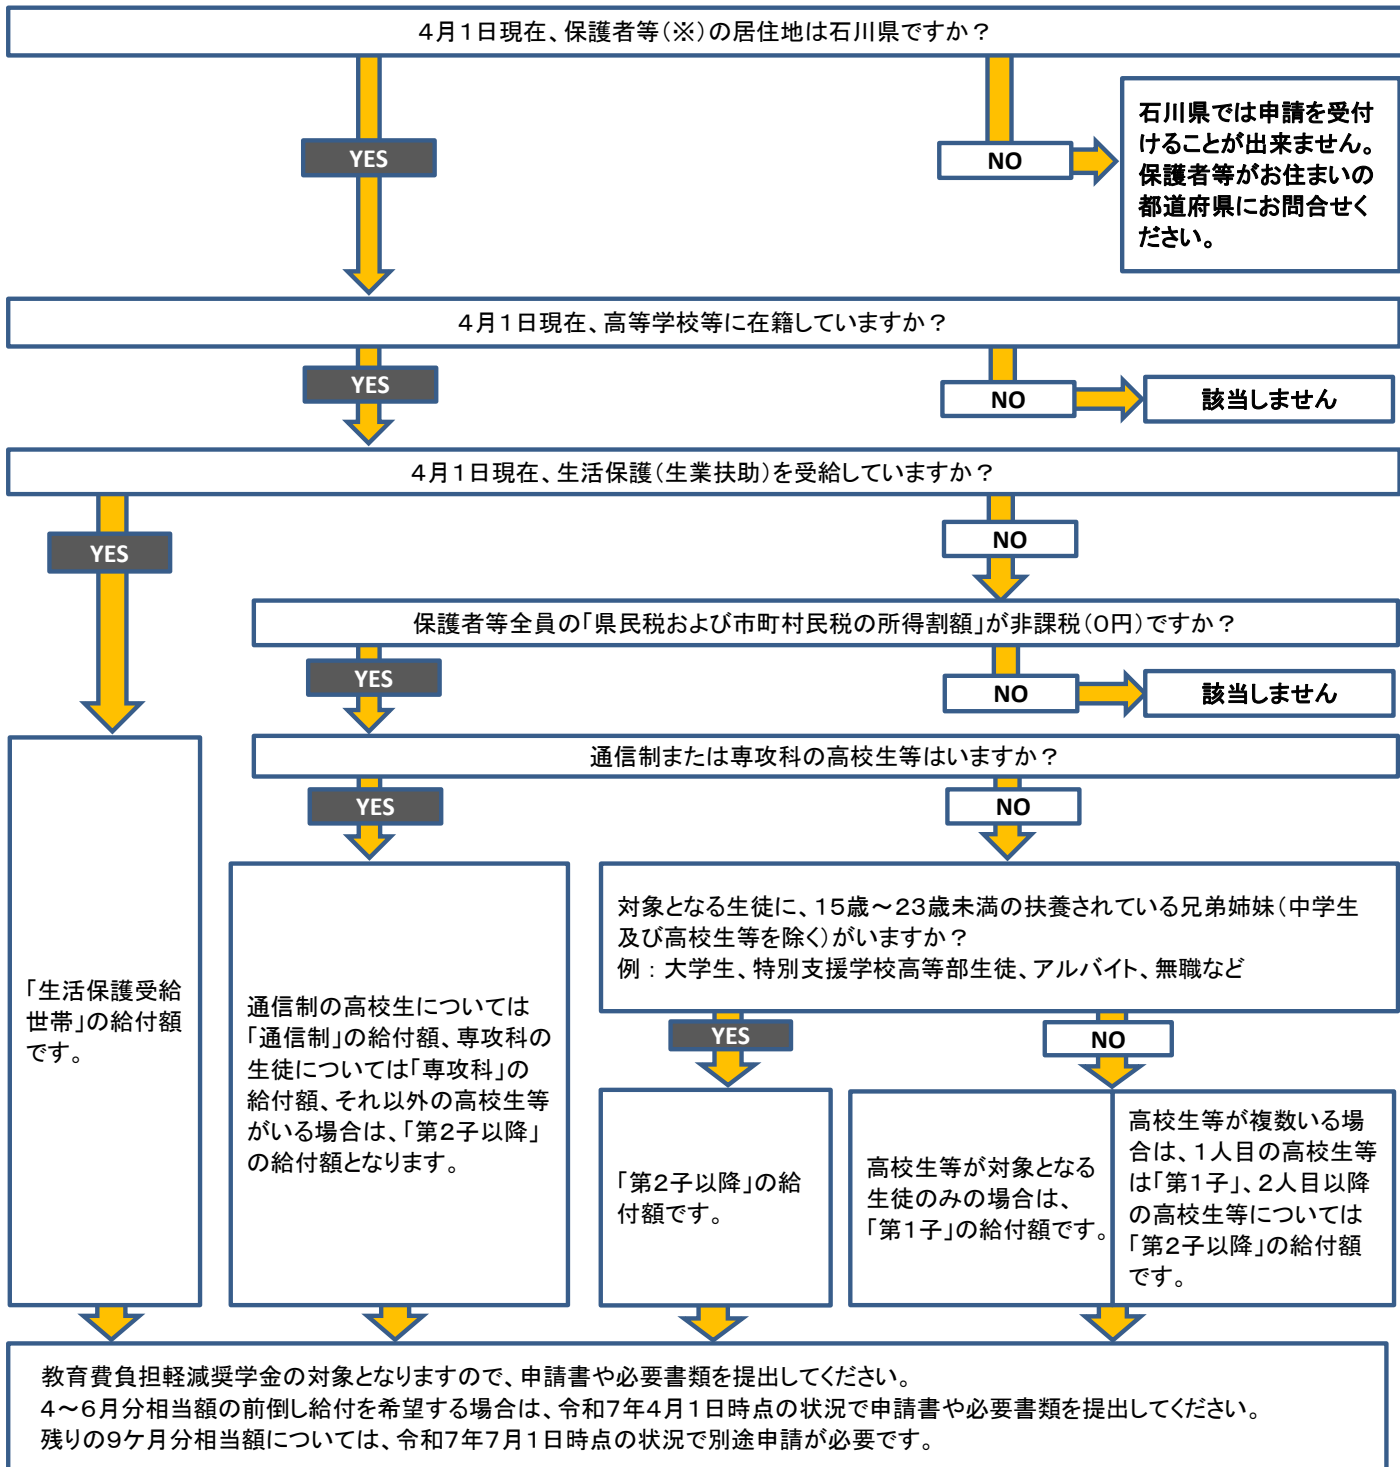 4月1日現在、保護者等(※)の居住地は石川県ですか？
YES
NO
石川県では申請を受付
けることが出来ません。
保護者等がお住まいの
都道府県にお問合せく
ださい。
4月1日現在、高等学校等に在籍していますか？
YES
NO
該当しません
4月1日現在、生活保護(生業扶助)を受給していますか？
YES
NO
保護者等全員の「県民税および市町村民税の所得割額」が非課税(0円)ですか？
YES
NO
該当しません
通信制または専攻科の高校生等はいますか？
YES
NO
対象となる生徒に、15歳～23歳未満の扶養されている兄弟姉妹(中学生
及び高校生等を除く)がいますか？
例：大学生、特別支援学校高等部生徒、アルバイト、無職など
YES
NO
「生活保護受給
世帯」の給付額
です。
通信制の高校生については
「通信制」の給付額、専攻科の
生徒については「専攻科」の
給付額、それ以外の高校生等
がいる場合は、「第2子以降」
の給付額となります。
「第2子以降」の給
付額です。
高校生等が対象となる
生徒のみの場合は、
「第1子」の給付額です。
高校生等が複数いる場
合は、1人目の高校生等
は「第1子」、2人目以降
の高校生等については
「第2子以降」の給付額
です。
教育費負担軽減奨学金の対象となりますので、申請書や必要書類を提出してください。
4～6月分相当額の前倒し給付を希望する場合は、令和7年4月1日時点の状況で申請書や必要書類を提出してください。
残りの9ケ月分相当額については、令和7年7月1日時点の状況で別途申請が必要です。